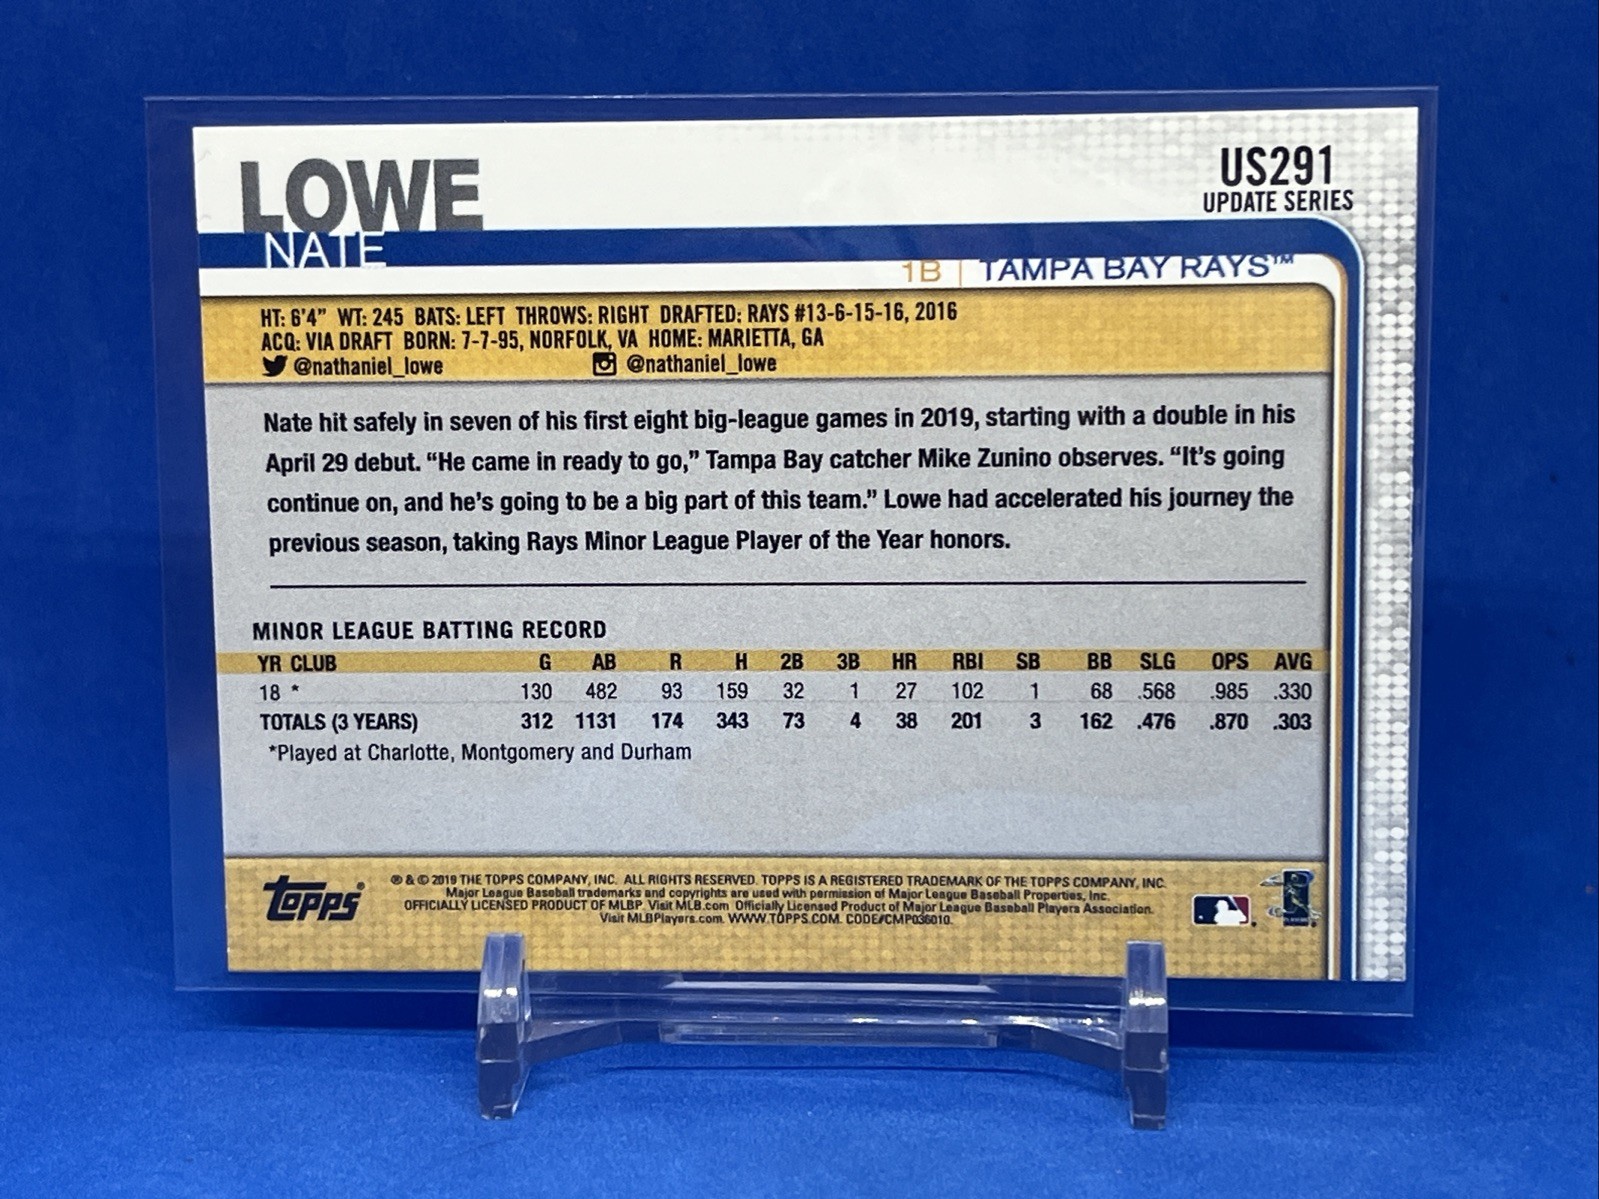 LOWE
NATE
US291
UPDATE SERIES
1B | TAMPA BAY RAYS™
HT: 6'4" WT: 245 BATS: LEFT THROWS: RIGHT DRAFTED: RAYS #13-6-15-16, 2016
ACQ: VIA DRAFT BORN: 7-7-95, NORFOLK, VA HOME: MARIETTA, GA
@nathaniel_lowe @nathaniel_lowe
Nate hit safely in seven of his first eight big-league games in 2019, starting with a double in his
April 29 debut. “He came in ready to go,” Tampa Bay catcher Mike Zunino observes. “It’s going
continue on, and he’s going to be a big part of this team.” Lowe had accelerated his journey the
previous season, taking Rays Minor League Player of the Year honors.
MINOR LEAGUE BATTING RECORD
YR CLUB G AB R H 2B 3B HR RBI SB BB SLG OPS AVG
18 * 130 482 93 159 32 1 27 102 1 68 .568 .985 .330
TOTALS (3 YEARS) 312 1131 174 343 73 4 38 201 3 162 .476 .870 .303
*Played at Charlotte, Montgomery and Durham
Topps®
® & © 2019 THE TOPPS COMPANY, INC. ALL RIGHTS RESERVED. TOPPS IS A REGISTERED TRADEMARK OF THE TOPPS COMPANY, INC.
Major League Baseball trademarks and copyrights are used with permission of Major League Baseball Properties, Inc.
OFFICIALLY LICENSED PRODUCT OF MLBP. Visit MLB.com Officially Licensed Product of Major League Baseball Players Association.
Visit MLBPlayers.com. WWW.TOPPS.COM. CODE#CMP036010.